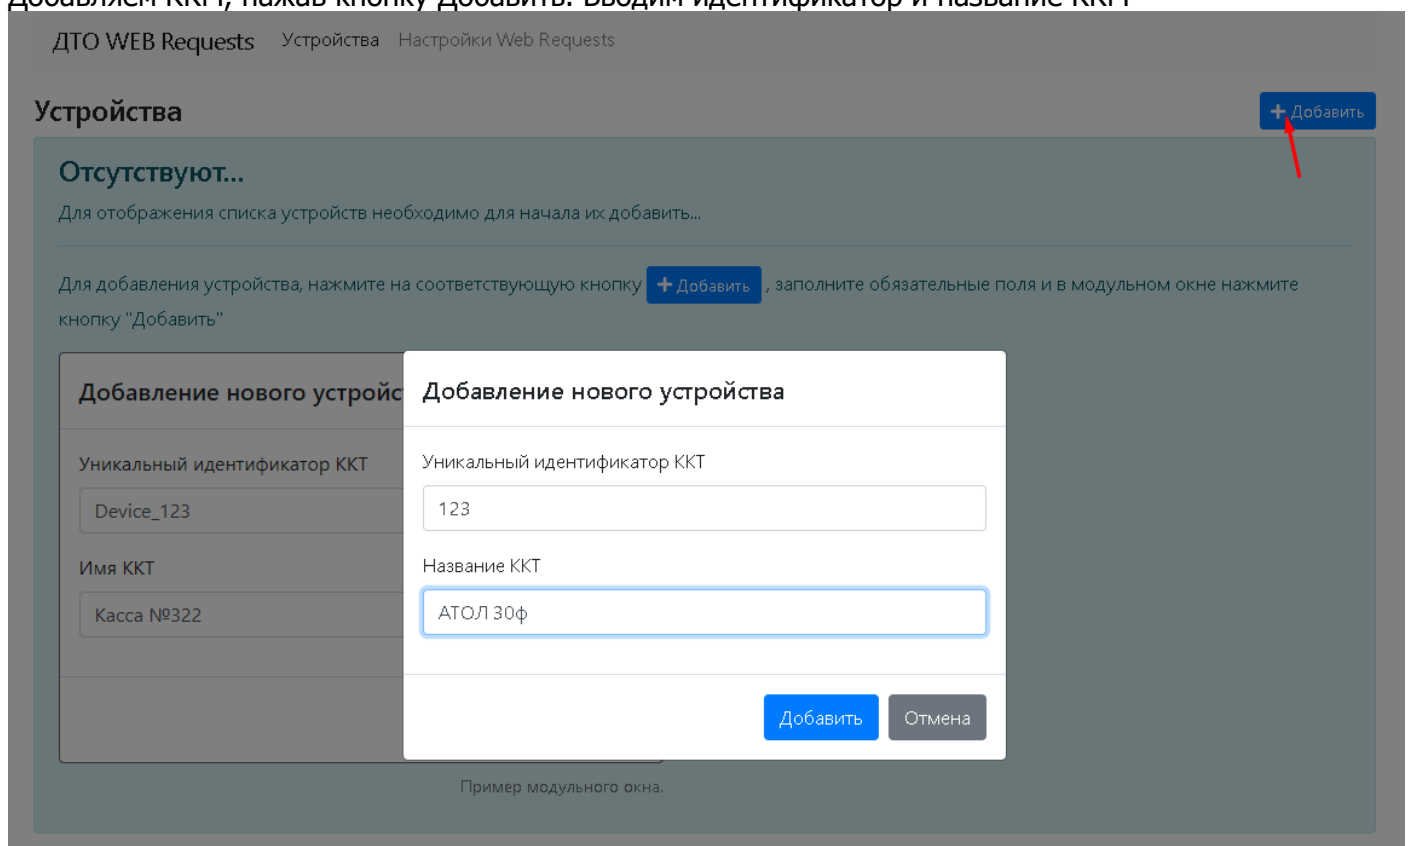 Добавляем ККМ, нажав кнопку Добавить. Вводим идентификатор и название ККМ
ДТО WEB Requests Устройства Настройки Web Requests
Устройства
Добавить
Отсутствуют...
Для отображения списка устройств необходимо для начала их добавить...
Для добавления устройства, нажмите на соответствующую кнопку Добавить , заполните обязательные поля и в модульном окне нажмите
кнопку "Добавить"
Добавление нового устройс
Уникальный идентификатор ККТ
Device_123
Имя ККТ
Касса №322
Добавление нового устройства
Уникальный идентификатор ККТ
123
Название ККТ
АТОЛ 30ф
Добавить Отмена
Пример модульного окна.